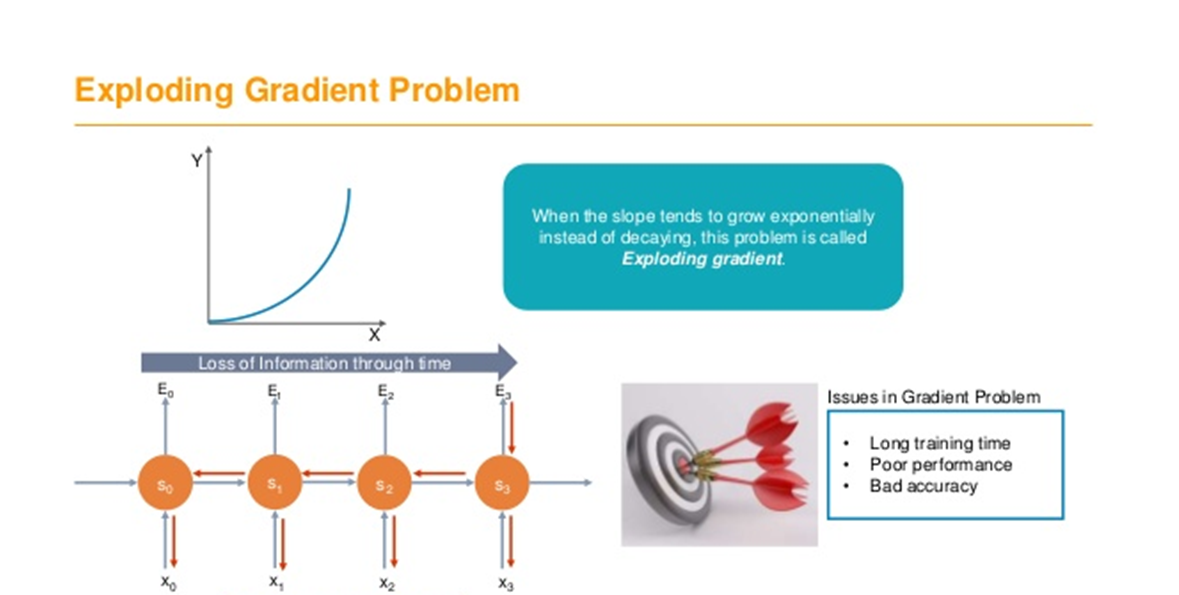 Exploding Gradient Problem
Y
X
When the slope tends to grow exponentially
instead of decaying, this problem is called
Exploding gradient.
Loss of Information through time
E₀ E₁ E₂ E₃
s₀ s₁ s₂ s₃
x₀ x₁ x₂ x₃
Issues in Gradient Problem
• Long training time
• Poor performance
• Bad accuracy